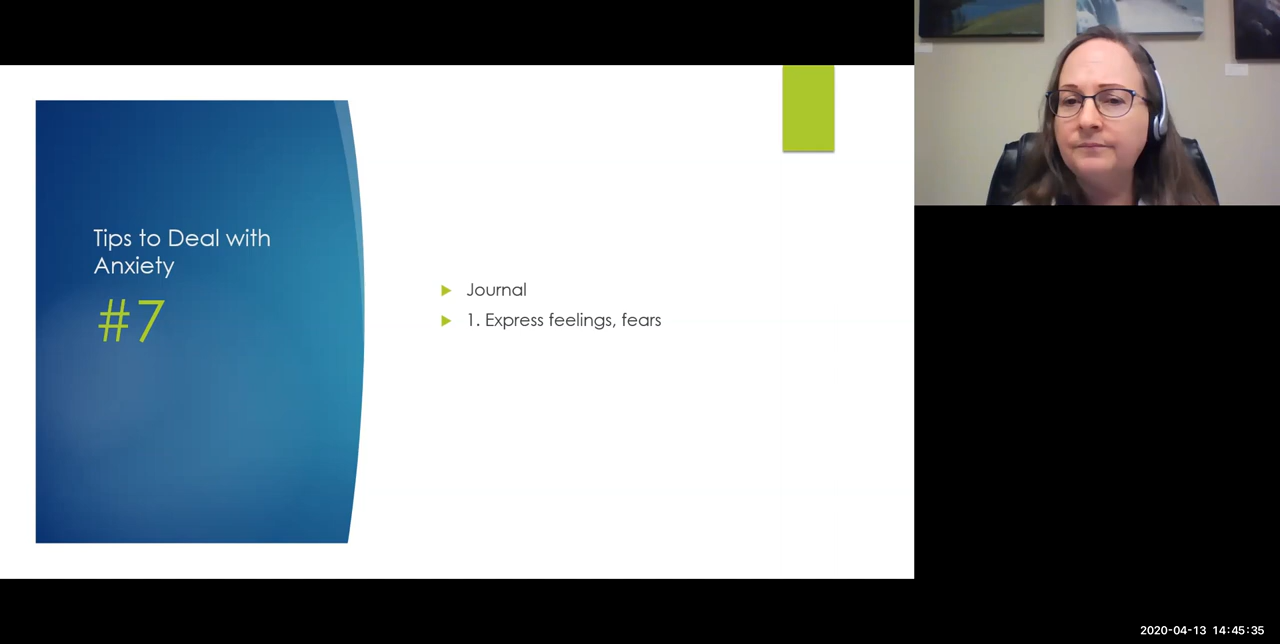 Tips to Deal with
Anxiety
#7
Journal
1. Express feelings, fears
2020-04-13 14:45:35